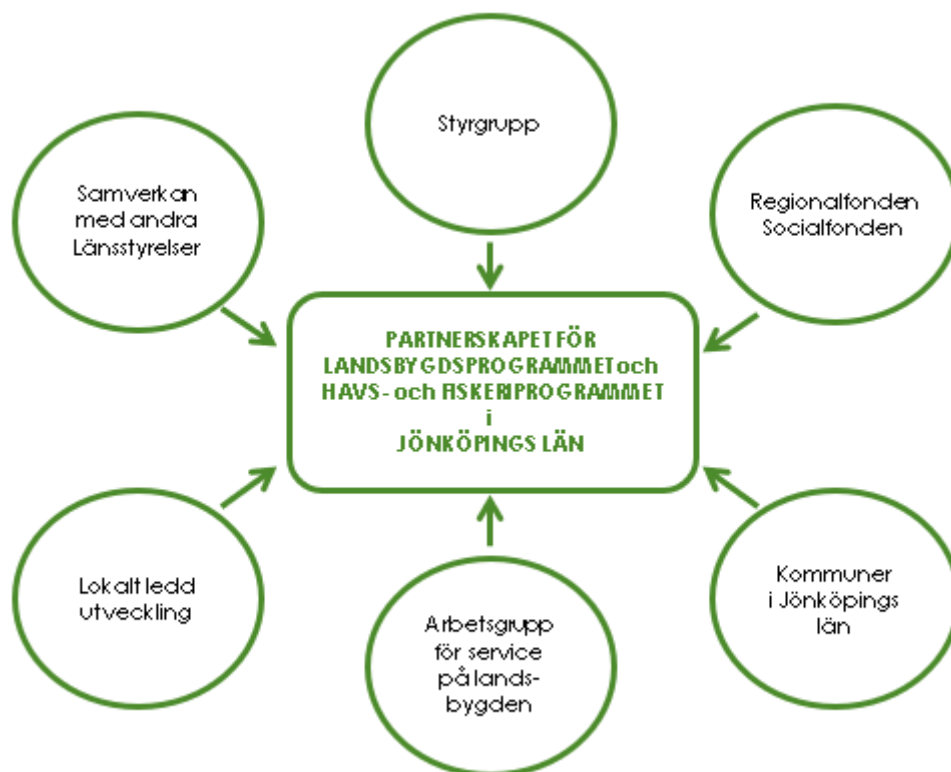 Styrgrupp
Samverkan
med andra
Länsstyrelser
Regionalfonden
Socialfonden
PARTNERSKAPET FÖR
LANDSBYGDSPROGRAMMET och
HAVS- och FISKERIPROGRAMMET
i
JÖNKÖPINGS LÄN
Lokalt ledd
utveckling
Arbetsgrupp
för service
på lands-
bygden
Kommuner
i Jönköpings
län